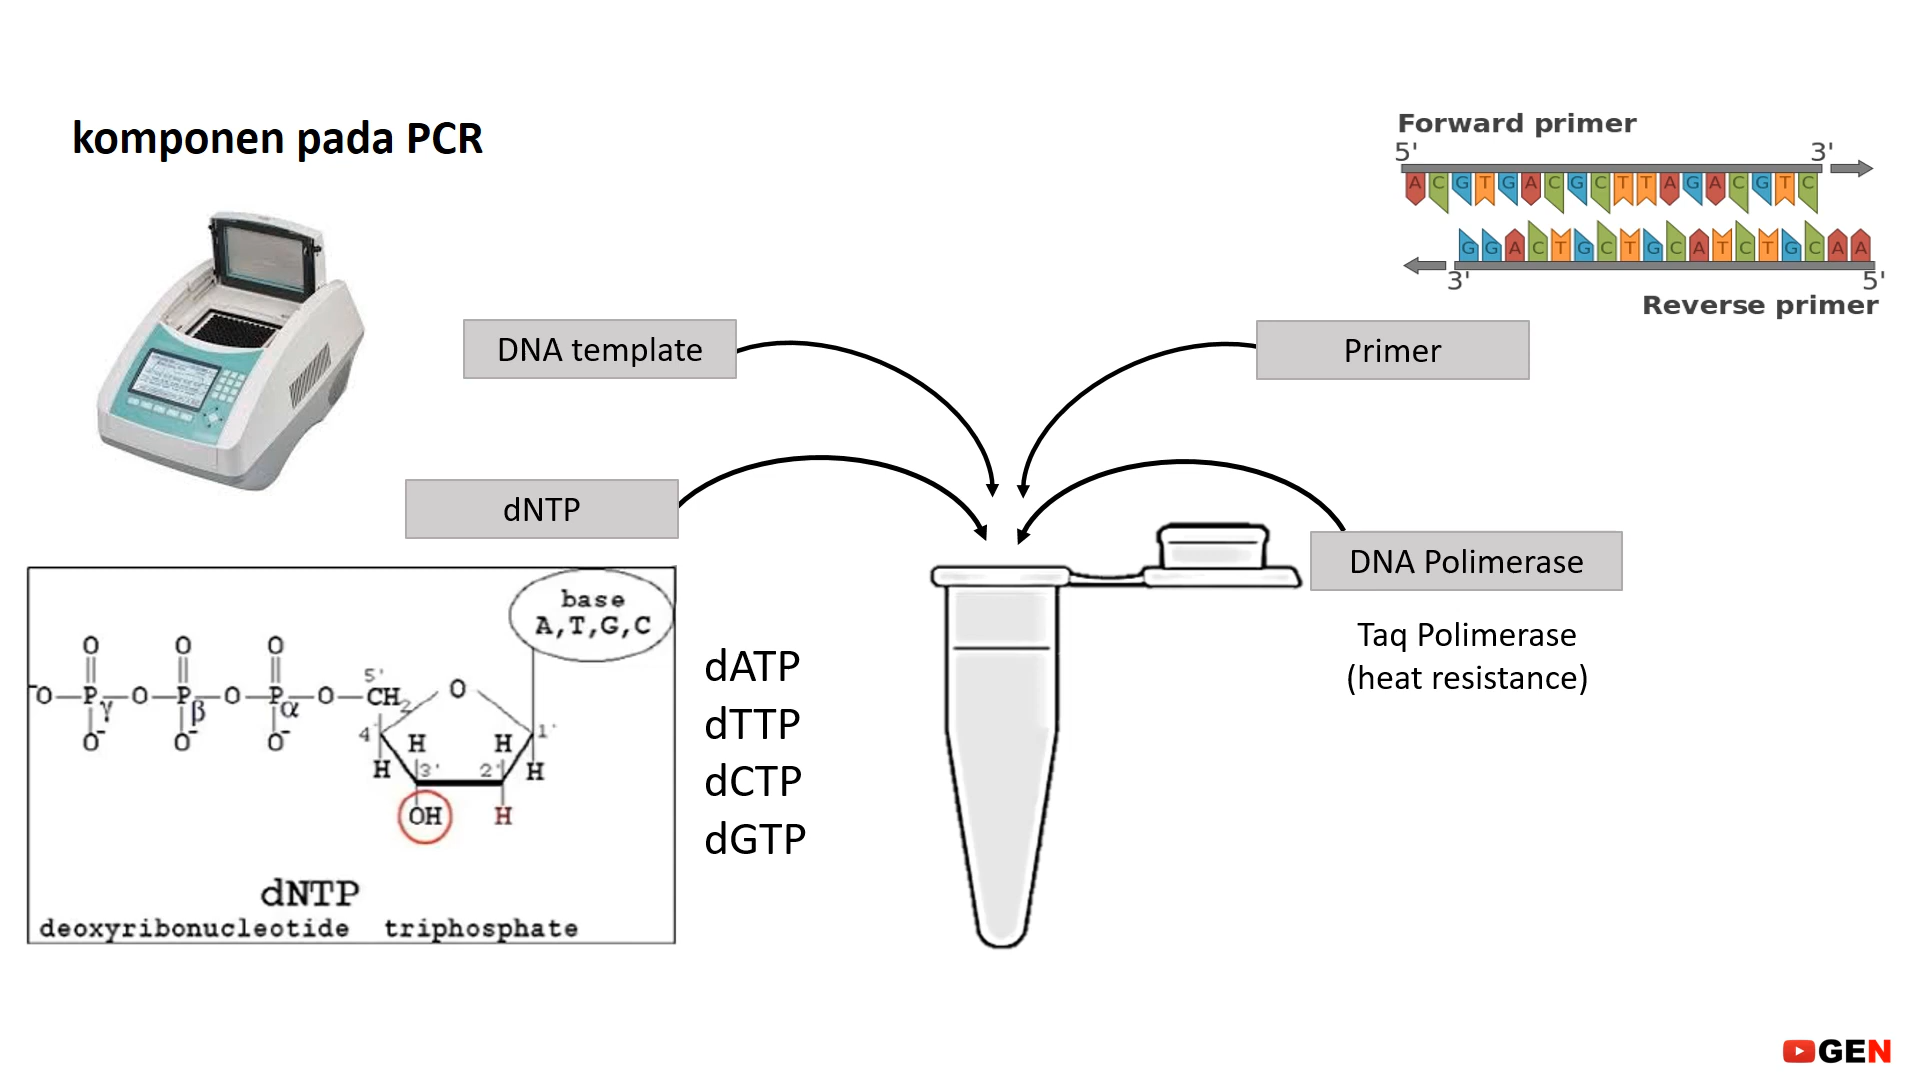 komponen pada PCR
Forward primer
5' 3'
A C G T G A C G C T T A G A C G T C
G G A C T G C T G C A T C T G C A A
3' 5'
Reverse primer
DNA template
Primer
dNTP
DNA Polimerase
Taq Polimerase
(heat resistance)
base
A,T,G,C
O O O
5'
-O P O P O P O CH2 O
γ β α
O- O- O-
4' H H 1'
H 3' 2' H
OH H
dNTP
deoxyribonucleotide triphosphate
dATP
dTTP
dCTP
dGTP
GEN